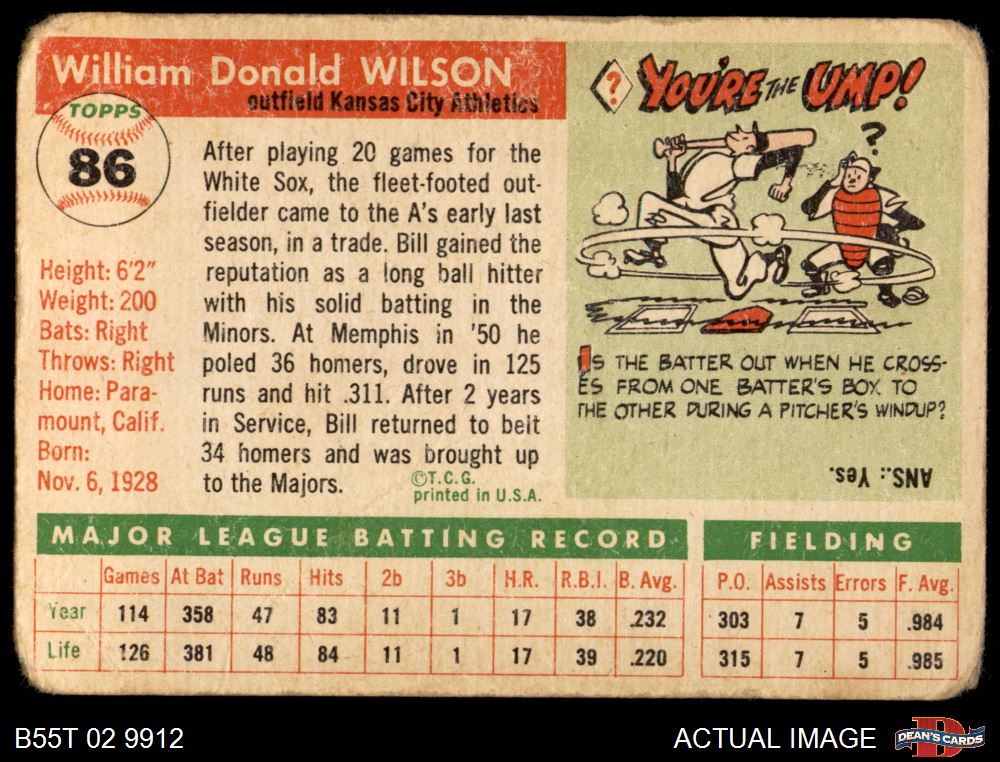 William Donald WILSON
outfield Kansas City Athletics
TOPPS
86
Height: 6'2"
Weight: 200
Bats: Right
Throws: Right
Home: Para-
mount, Calif.
Born:
Nov. 6, 1928
After playing 20 games for the
White Sox, the fleet-footed out-
fielder came to the A's early last
season, in a trade. Bill gained the
reputation as a long ball hitter
with his solid batting in the
Minors. At Memphis in '50 he
poled 36 homers, drove in 125
runs and hit .311. After 2 years
in Service, Bill returned to belt
34 homers and was brought up
to the Majors.
©T.C.G.
printed in U.S.A.
? YOU'RE THE UMP!
?
IS THE BATTER OUT WHEN HE CROSS-
ES FROM ONE BATTER'S BOX TO
THE OTHER DURING A PITCHER'S WINDUP?
ANS.: Yes.
MAJOR LEAGUE BATTING RECORD
FIELDING
Games At Bat Runs Hits 2b 3b H.R. R.B.I. B. Avg. P.O. Assists Errors F. Avg.
Year 114 358 47 83 11 1 17 38 .232 303 7 5 .984
Life 126 381 48 84 11 1 17 39 .220 315 7 5 .985
B55T 02 9912
ACTUAL IMAGE
D
DEAN'S CARDS